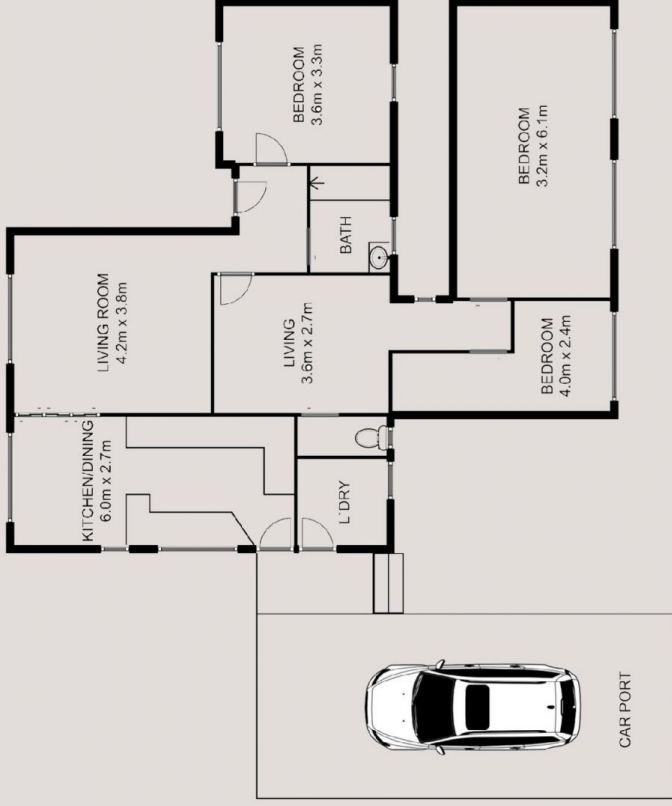 BEDROOM
3.6m x 3.3m
BEDROOM
3.2m x 6.1m
BATH
LIVING ROOM
4.2m x 3.8m
LIVING
3.6m x 2.7m
BEDROOM
4.0m x 2.4m
KITCHEN/DINING
6.0m x 2.7m
L'DRY
CAR PORT